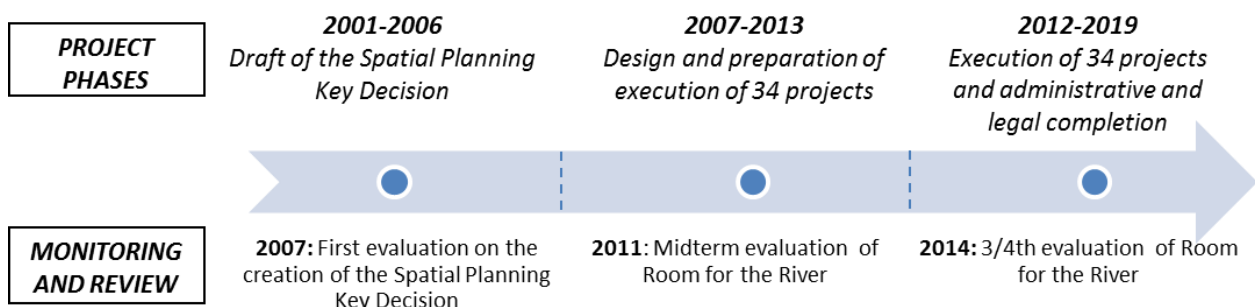 PROJECT
PHASES
2001-2006
Draft of the Spatial Planning
Key Decision
2007-2013
Design and preparation of
execution of 34 projects
2012-2019
Execution of 34 projects
and administrative and
legal completion
MONITORING
AND REVIEW
2007: First evaluation on the
creation of the Spatial Planning
Key Decision
2011: Midterm evaluation of
Room for the River
2014: 3/4th evaluation of Room
for the River